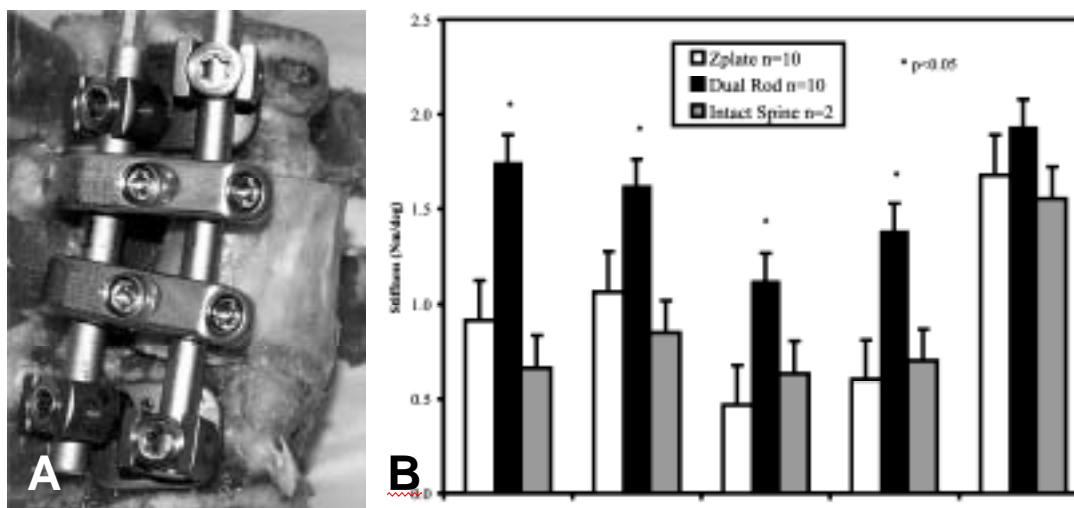 A
B
2.5
2.0
1.5
1.0
0.5
Stiffness (Nm/deg)
Zplate n=10
Dual Rod n=10
Intact Spine n=2
* p<0.05
*
*
*
*